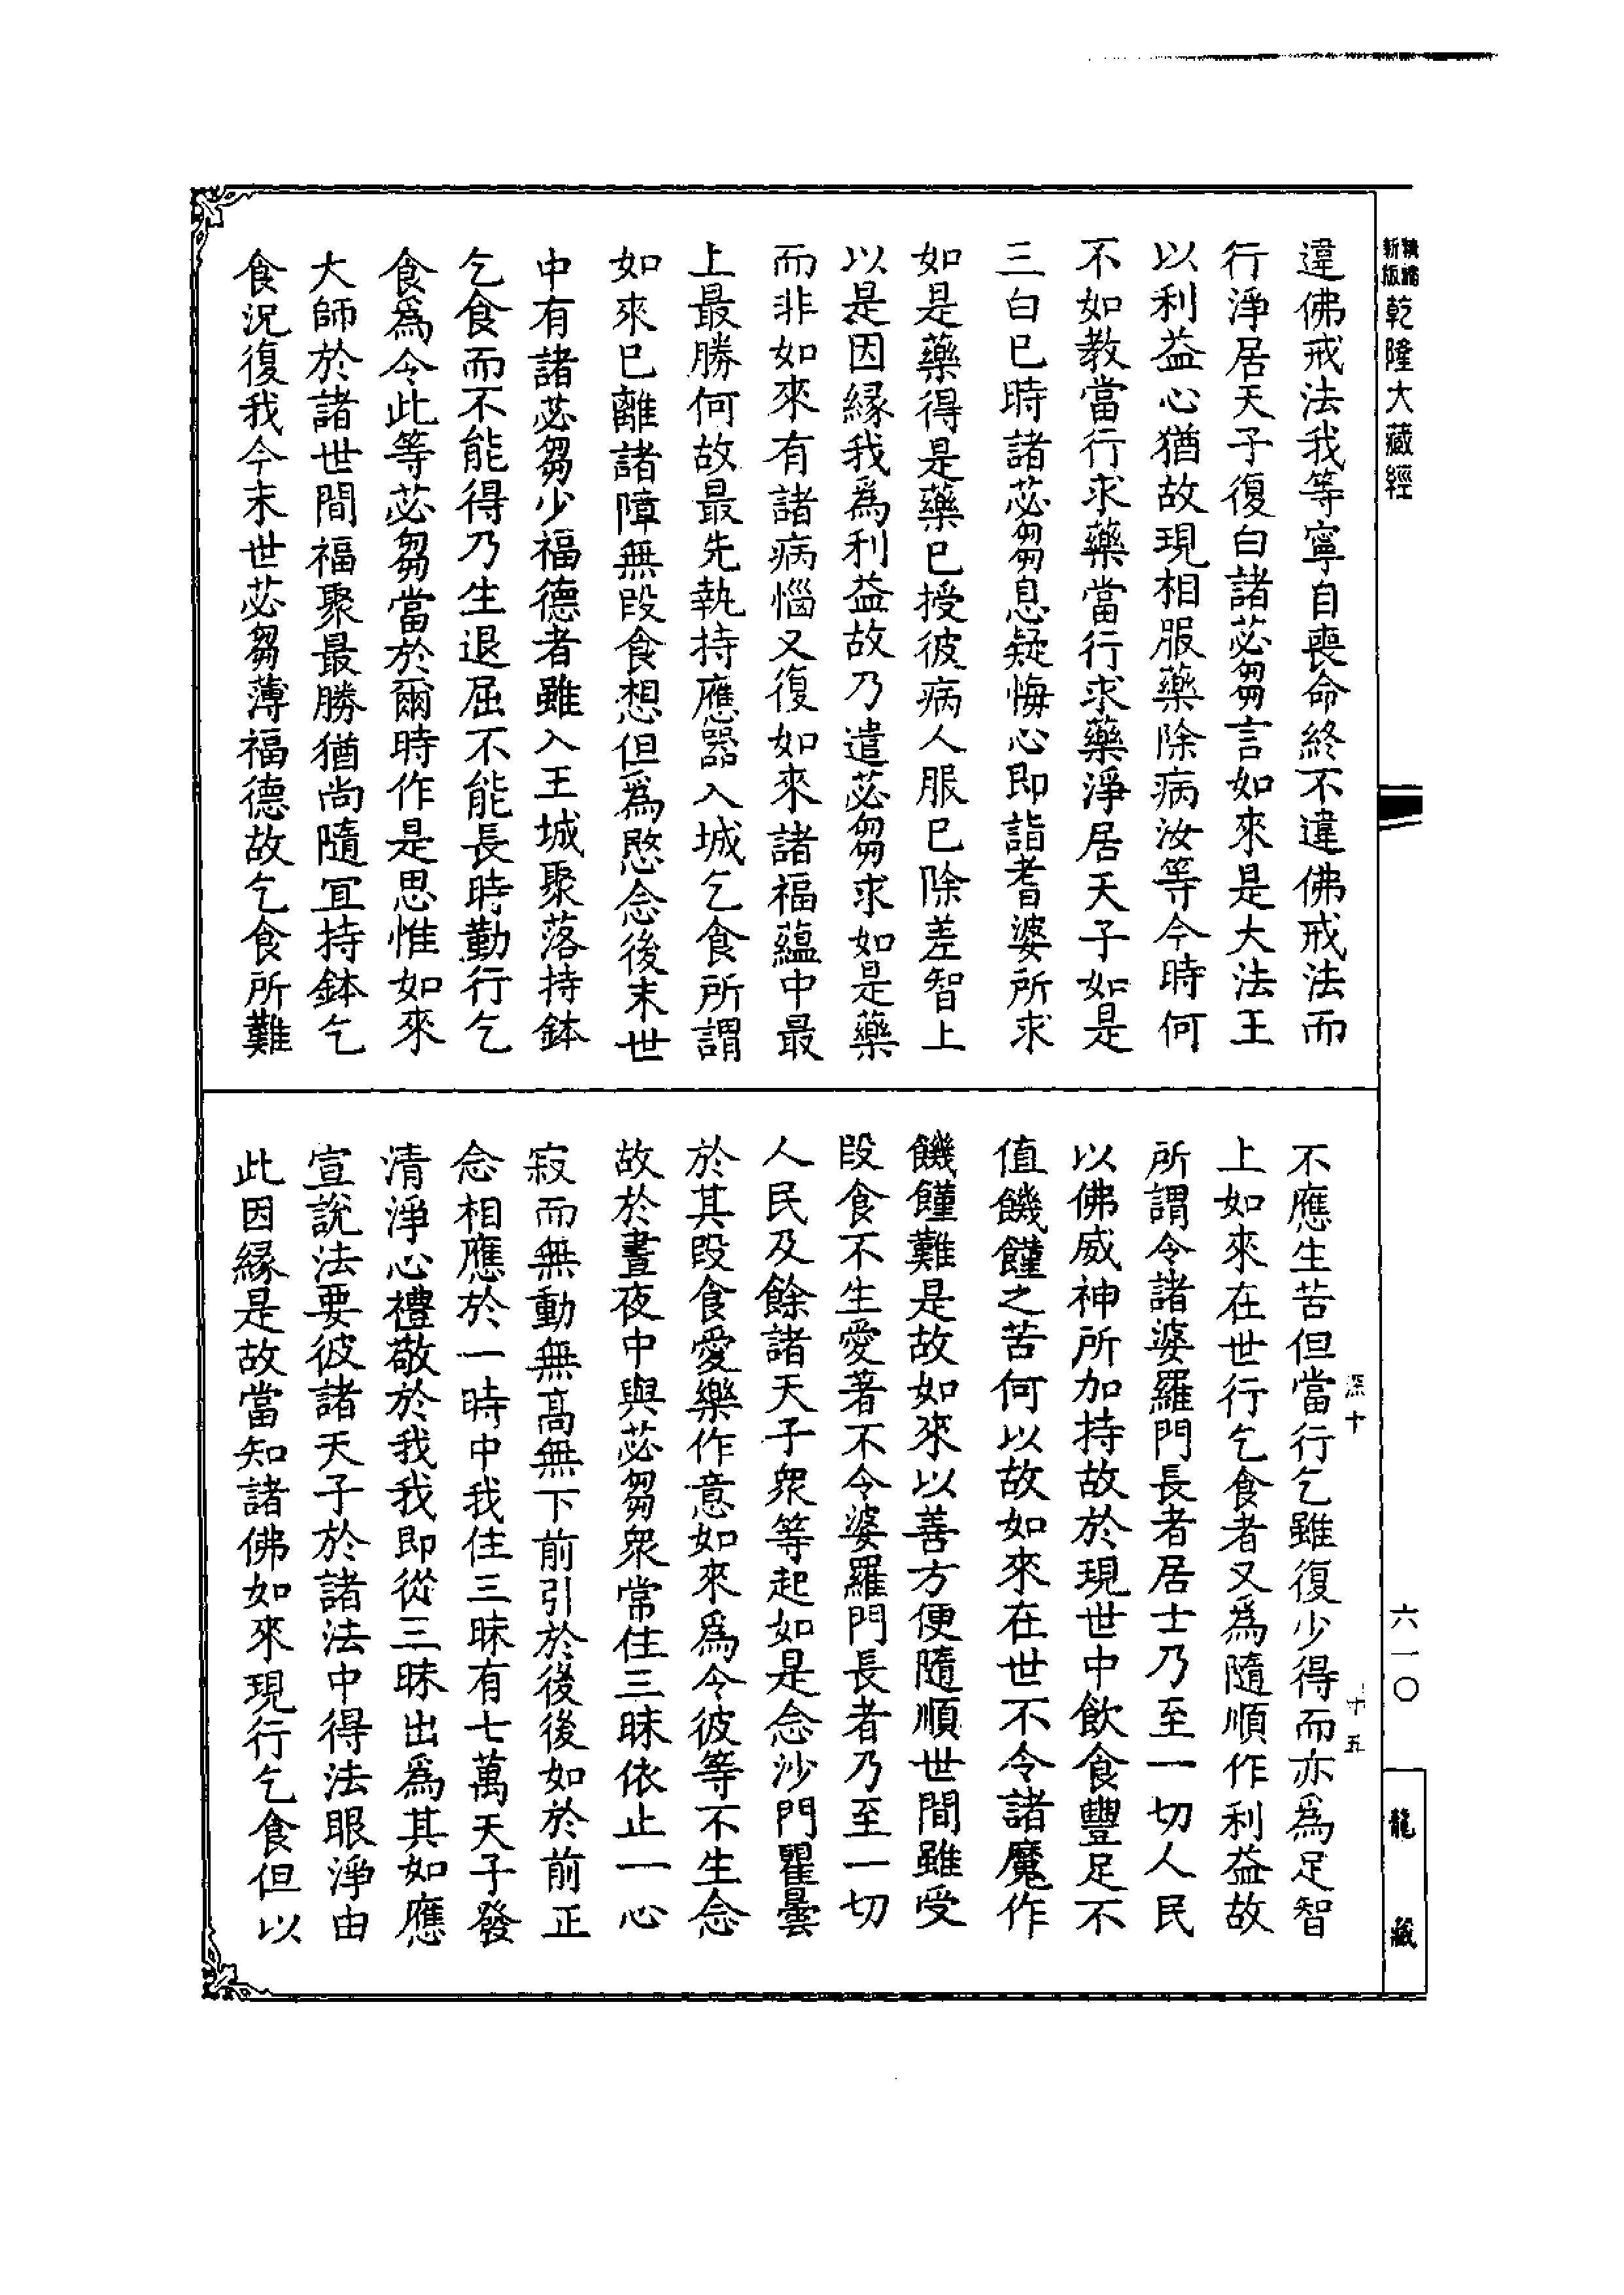 新版
精縮
乾隆大藏經
違佛戒法我等寧自喪命終不違佛戒法而
行淨居天子復白諸苾芻言如來是大法王
以利益心猶故現相服藥除病汝等今時何
不如教當行求藥當行求藥淨居天子如是
三白已時諸苾芻息疑悔心即詣耆婆所求
如是藥得是藥已授彼病人服已除差智上
以是因緣我爲利益故乃遣苾芻求如是藥
而非如來有諸病惱又復如來諸福蘊中最
上最勝何故最先執持應器入城乞食所謂
如來已離諸障無段食想但爲愍念後末世
中有諸苾芻少福德者雖入王城聚落持鉢
乞食而不能得乃生退屈不能長時勤行乞
食爲令此等苾芻當於爾時作是思惟如來
大師於諸世間福聚最勝猶尚隨宜持鉢乞
食況復我今末世苾芻薄福德故乞食所難
不應生苦但當行乞雖復少得而亦爲足智
上如來在世行乞食者又爲隨順作利益故
所謂令諸婆羅門長者居士乃至一切人民
以佛威神所加持故於現世中飲食豐足不
值饑饉之苦何以故如來在世不令諸魔作
饑饉難是故如來以善方便隨順世間雖受
段食不生愛著不令婆羅門長者乃至一切
人民及餘諸天子衆等起如是念沙門瞿曇
於其段食愛樂作意如來爲令彼等不生念
故於晝夜中與苾芻衆常住三昧依止一心
寂而無動無高無下前引於後後如於前正
念相應於一時中我住三昧有七萬天子發
清淨心禮敬於我我即從三昧出爲其如應
宣說法要彼諸天子於諸法中得法眼淨由
此因緣是故當知諸佛如來現行乞食但以
深十
十五
六一〇
龍藏